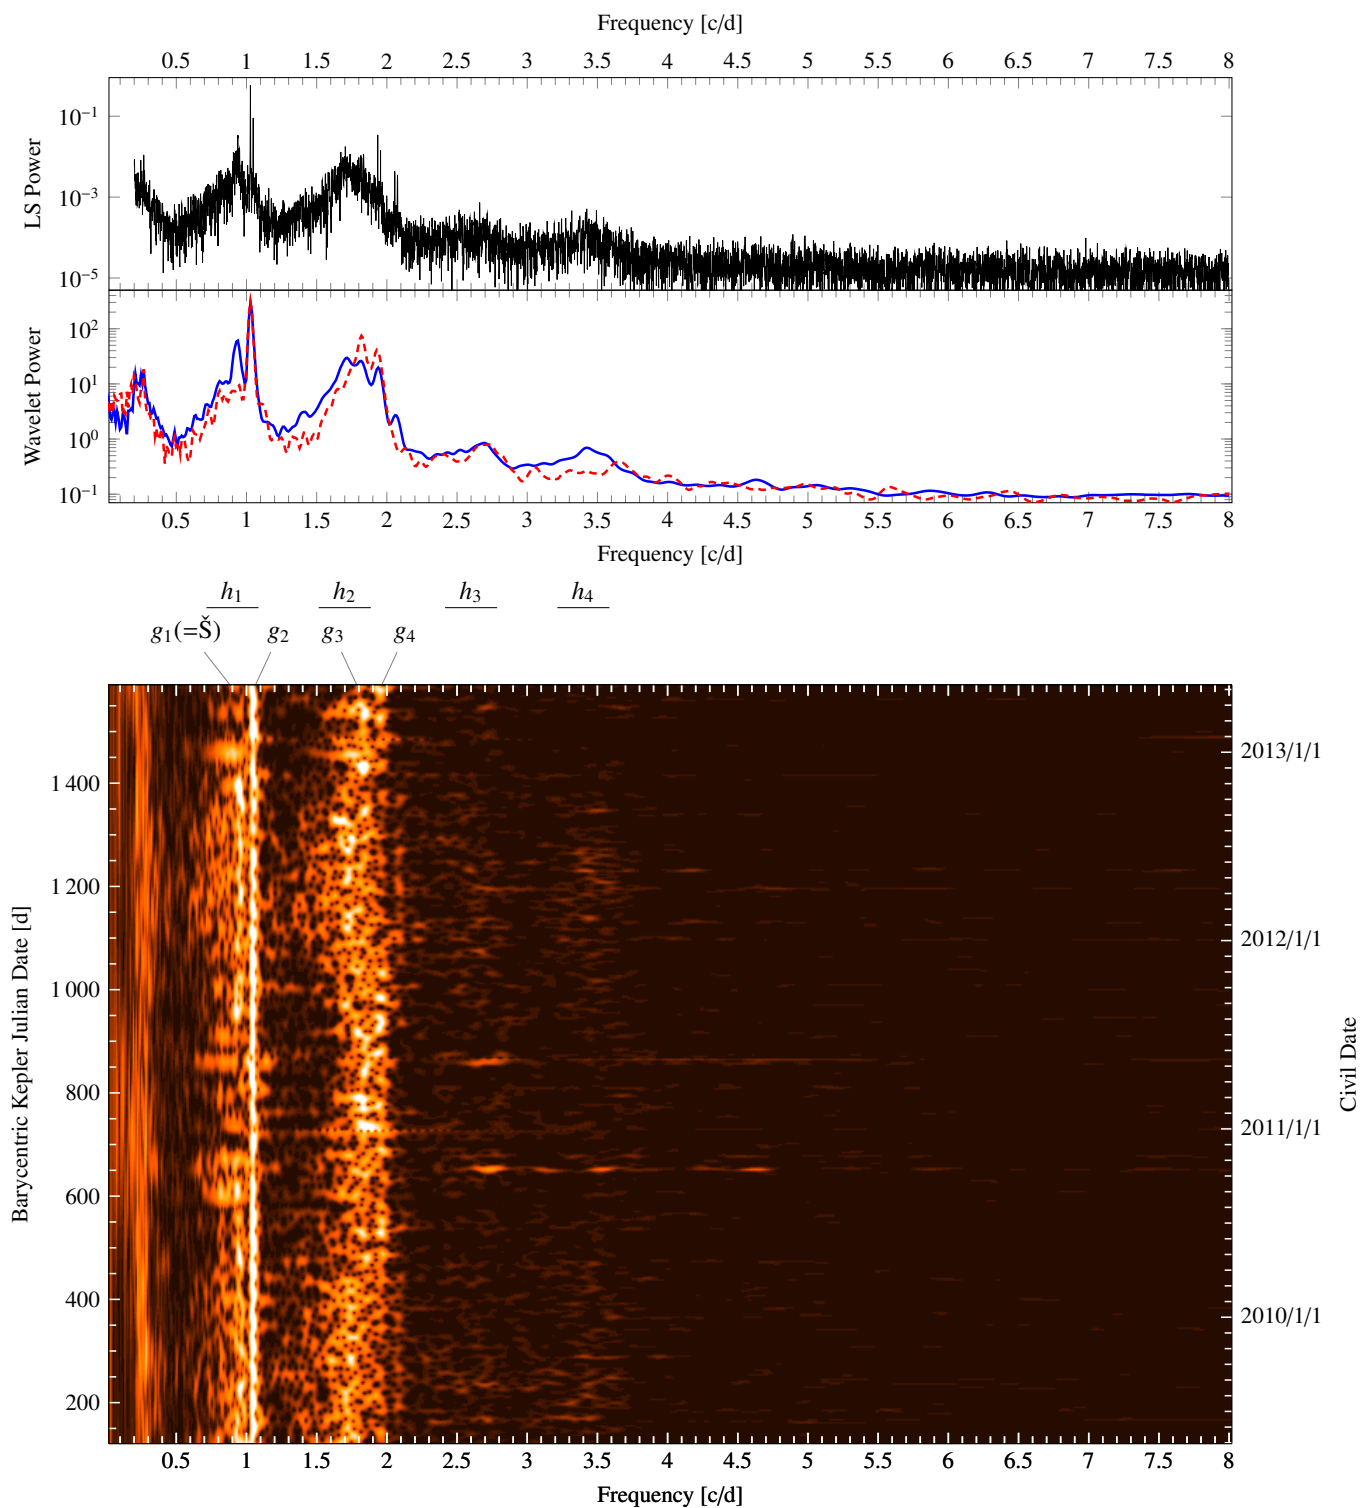 Frequency [c/d]
0.5 1 1.5 2 2.5 3 3.5 4 4.5 5 5.5 6 6.5 7 7.5 8
LS Power
10⁻¹
10⁻³
10⁻⁵
Wavelet Power
10²
10¹
10⁰
10⁻¹
0.5 1 1.5 2 2.5 3 3.5 4 4.5 5 5.5 6 6.5 7 7.5 8
Frequency [c/d]
h₁ h₂ h₃ h₄
g₁(=Š) g₂ g₃ g₄
Barycentric Kepler Julian Date [d]
1 400
1 200
1 000
800
600
400
200
2013/1/1
2012/1/1
2011/1/1
2010/1/1
Civil Date
0.5 1 1.5 2 2.5 3 3.5 4 4.5 5 5.5 6 6.5 7 7.5 8
Frequency [c/d]